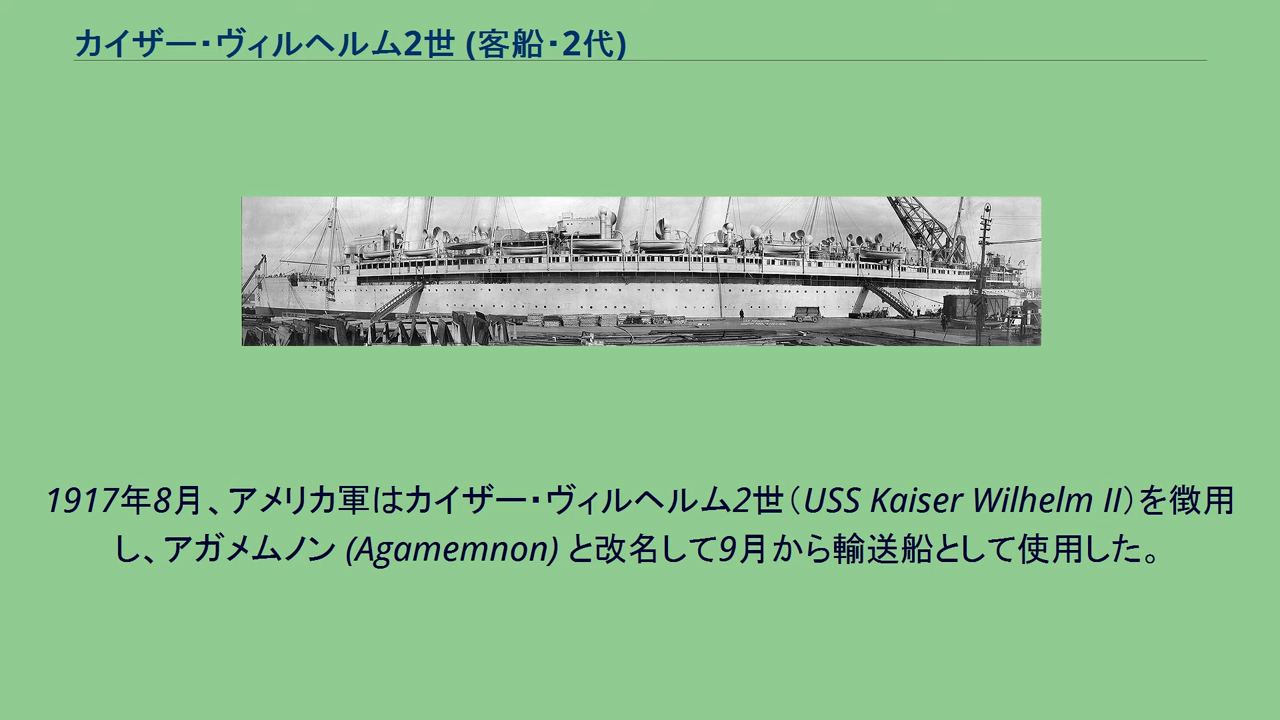 カイザー・ヴィルヘルム2世 (客船・2代)
1917年8月、アメリカ軍はカイザー・ヴィルヘルム2世（USS Kaiser Wilhelm II）を徴用
し、アガメムノン (Agamemnon) と改名して9月から輸送船として使用した。